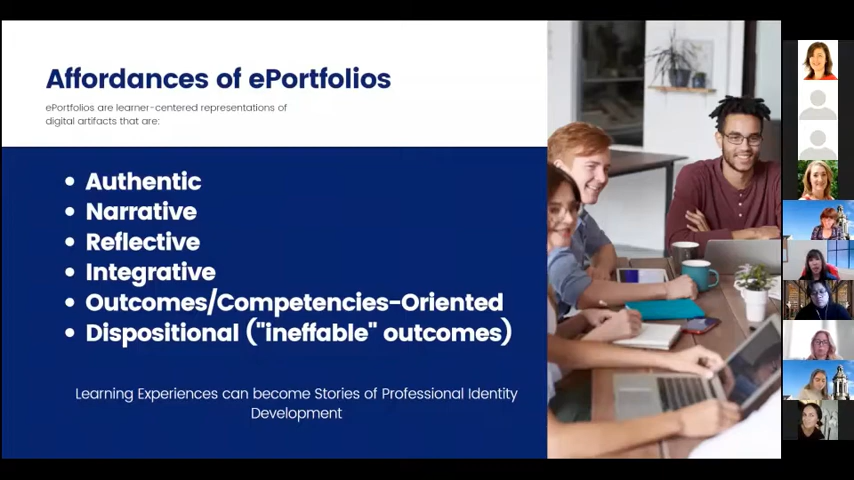 Affordances of ePortfolios
ePortfolios are learner-centered representations of
digital artifacts that are:
• Authentic
• Narrative
• Reflective
• Integrative
• Outcomes/Competencies-Oriented
• Dispositional ("ineffable" outcomes)
Learning Experiences can become Stories of Professional Identity
Development